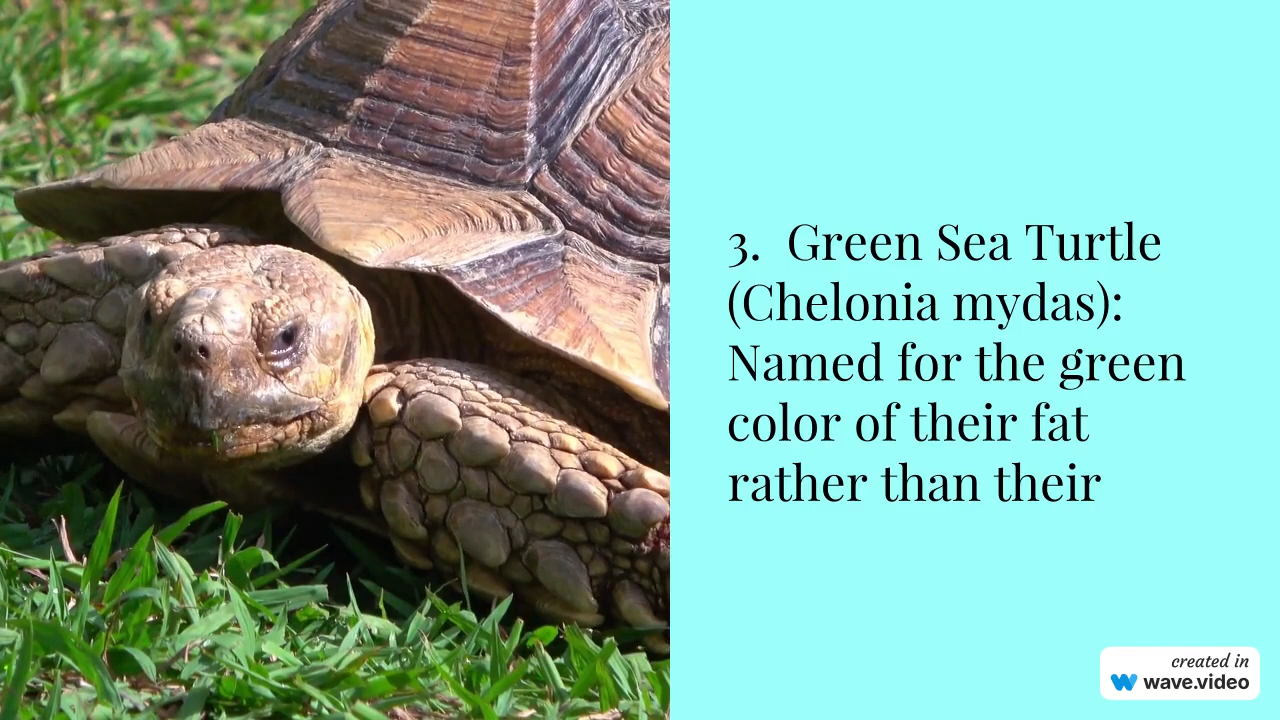 3. Green Sea Turtle
(Chelonia mydas):
Named for the green
color of their fat
rather than their
created in
wave.video